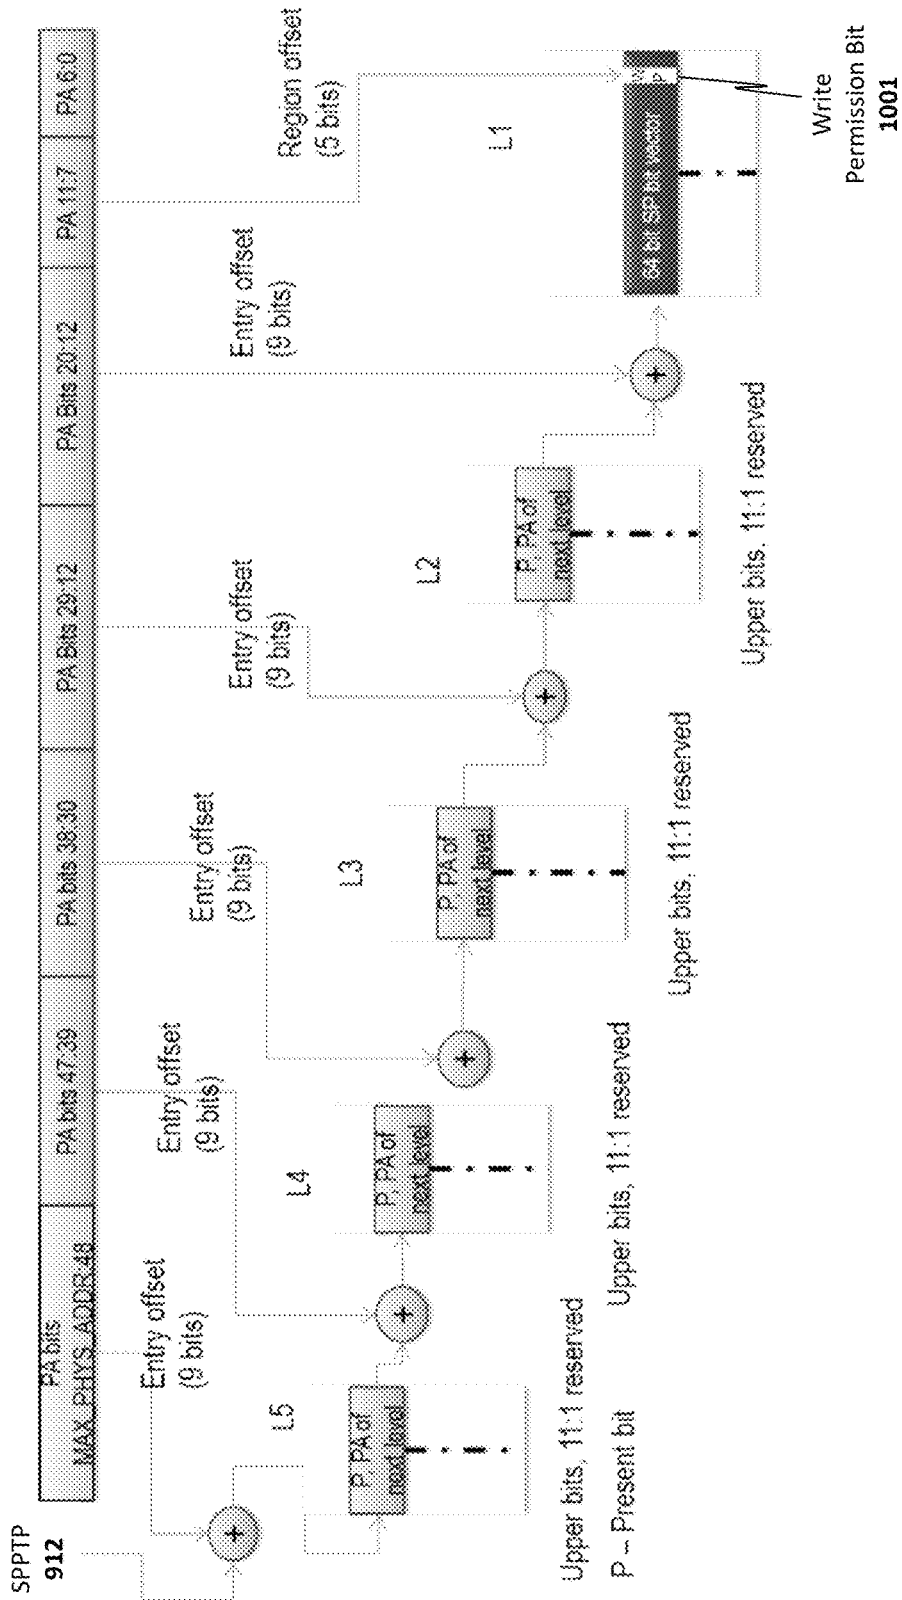 SPPTP
912
PA bits
MAX_PHYS_ADDR:48
PA bits 47:39
PA bits 38:30
PA Bits 29:12
PA Bits 20:12
PA 11:7
PA 6:0
Entry offset
(9 bits)
Entry offset
(9 bits)
Entry offset
(9 bits)
Entry offset
(9 bits)
Entry offset
(9 bits)
Region offset
(5 bits)
L5
P, PA of
next level
Upper bits, 11:1 reserved
L4
P, PA of
next level
Upper bits, 11:1 reserved
L3
P, PA of
next level
Upper bits, 11:1 reserved
L2
P, PA of
next level
Upper bits, 11:1 reserved
L1
64 bit SP bit vector
W
P
Write
Permission Bit
1001
P – Present bit